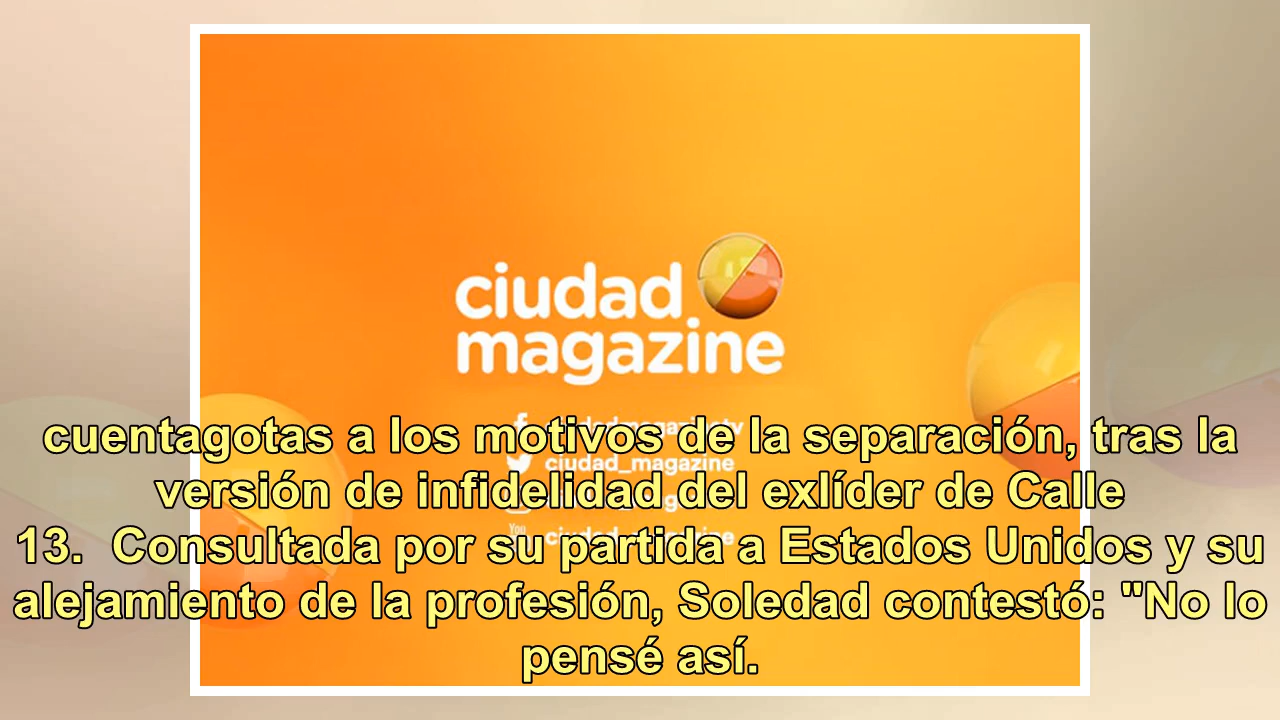 ciudad
magazine
cuentagotas a los motivos de la separación, tras la
ciudad_magazine
versión de infidelidad del exlíder de Calle
13. Consultada por su partida a Estados Unidos y su
alejamiento de la profesión, Soledad contestó: "No lo
pensé así.